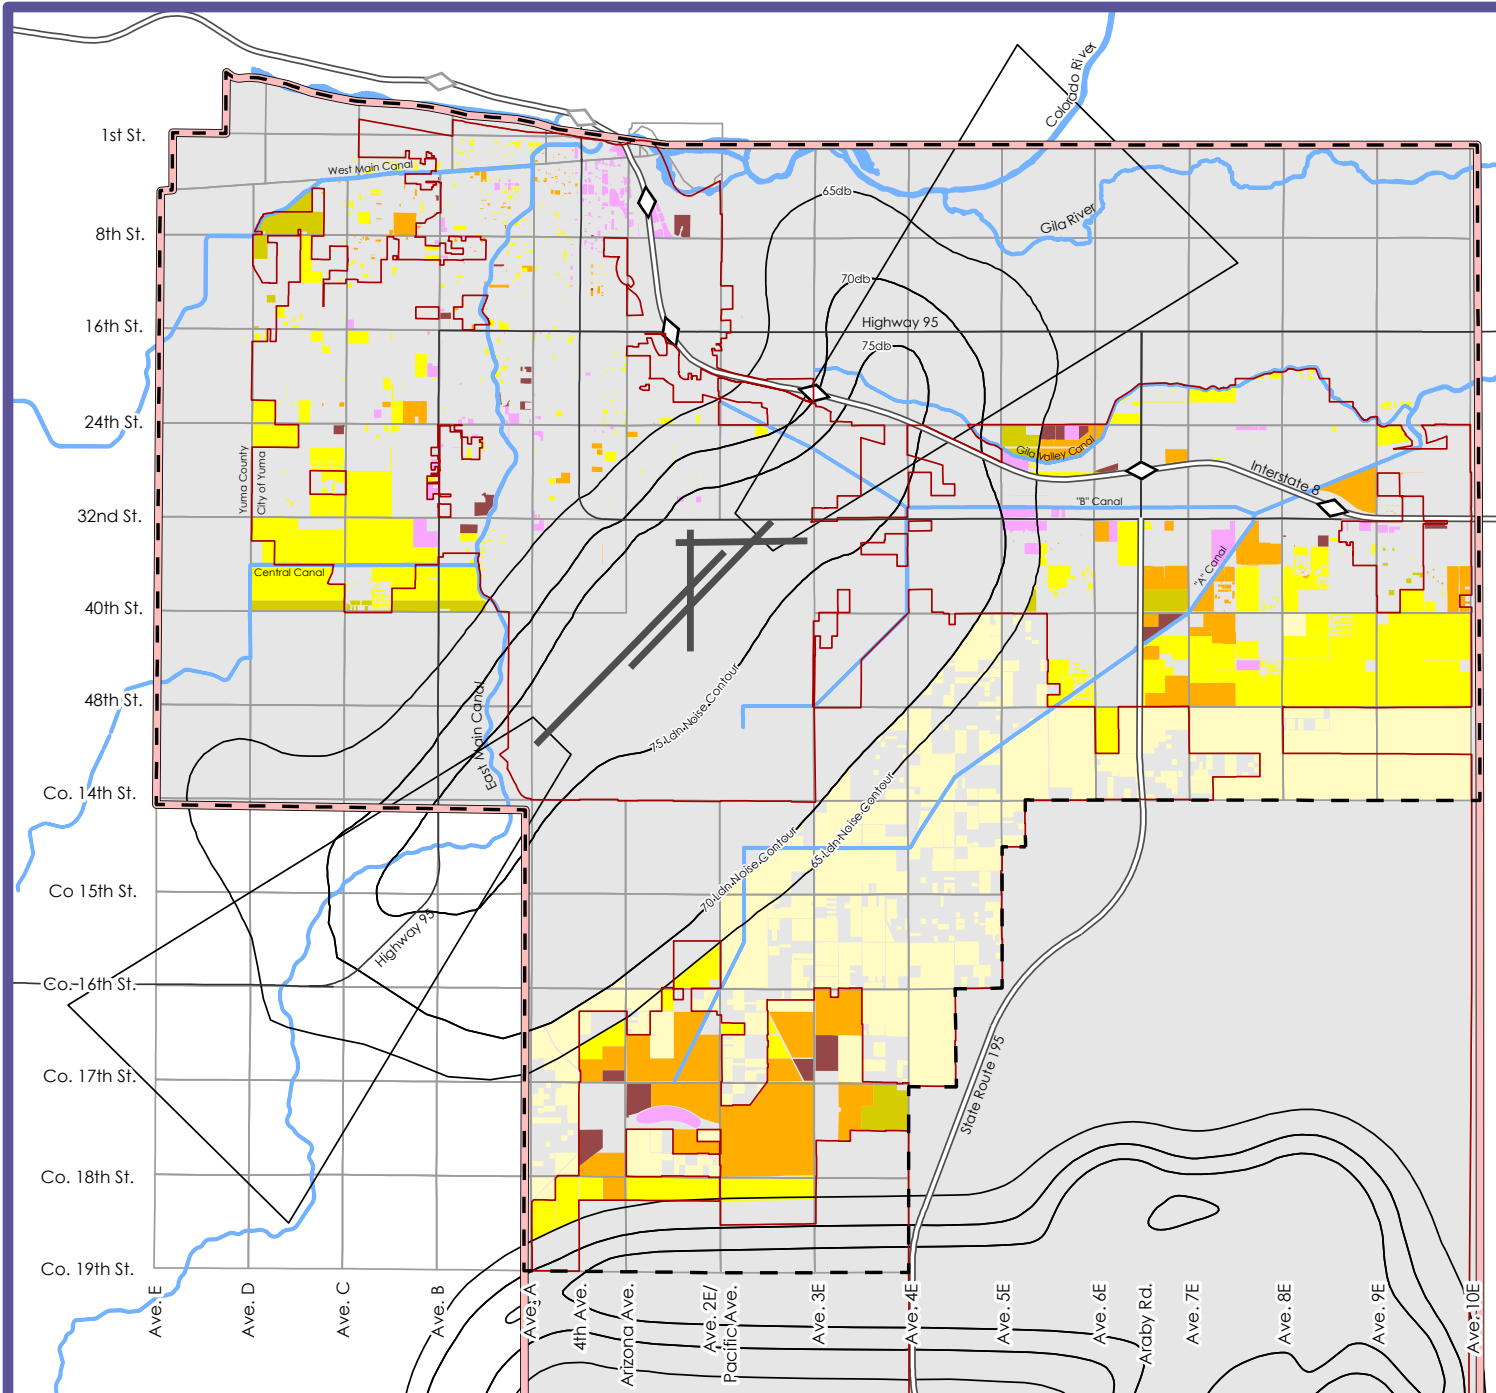 Colorado River
1st St.
West Main Canal
65db
Gila River
8th St.
70db
16th St.
Highway 95
75db
24th St.
Gila Valley Canal
Yuma County
City of Yuma
Interstate 8
"B" Canal
32nd St.
Central Canal
"A" Canal
40th St.
75 Ldn Noise Contour
48th St.
East Main Canal
Co. 14th St.
70 Ldn Noise Contour
65 Ldn Noise Contour
Co 15th St.
Highway 95
Co. 16th St.
Co. 17th St.
State Route 195
Co. 18th St.
Co. 19th St.
Ave. E
Ave. D
Ave. C
Ave. B
Ave. A
4th Ave.
Arizona Ave.
Ave. 2E/
Pacific Ave.
Ave. 3E
Ave. 4E
Ave. 5E
Ave. 6E
Araby Rd.
Ave. 7E
Ave. 8E
Ave. 9E
Ave. 10E